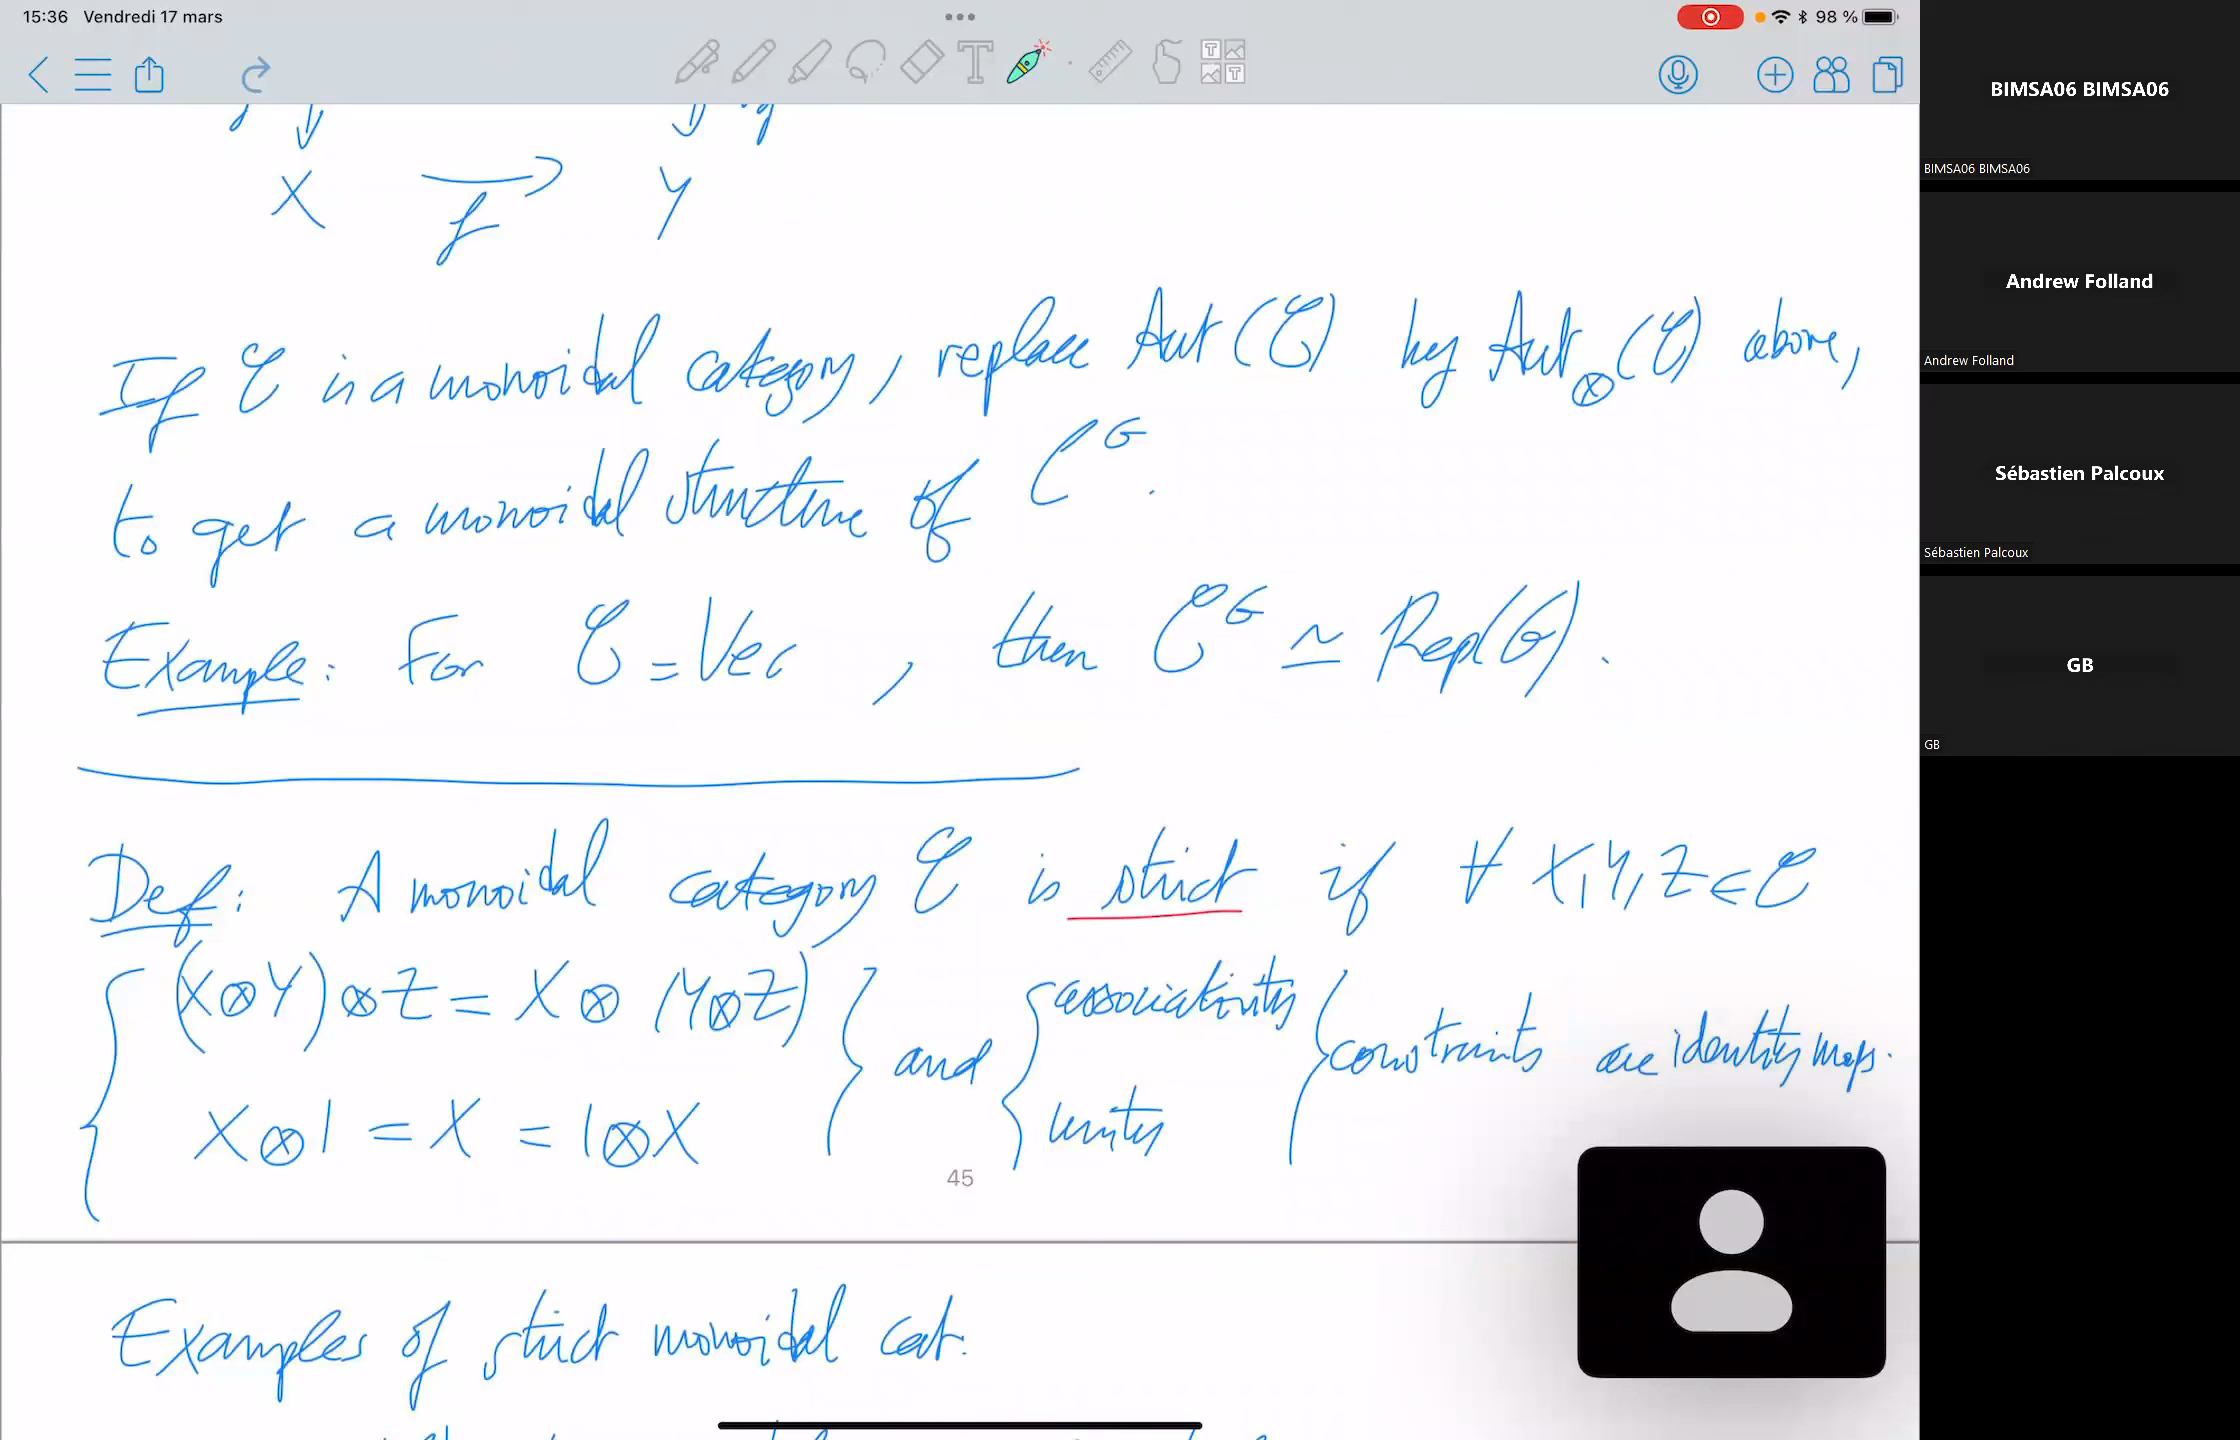 15:36 Vendredi 17 mars
98 %
X →f Y
If C is a monoidal category, replace Aut(C) by Aut⊗(C) above,
to get a monoidal structure of C^G.
Example: For C = Vec, then C^G ≃ Rep(G).
Def: A monoidal category C is strict if ∀ X, Y, Z ∈ C
{ (X⊗Y)⊗Z = X⊗(Y⊗Z) } and { associativity } constraints are identity maps.
X⊗1 = X = 1⊗X unity
45
Examples of strict monoidal cat.
BIMSA06 BIMSA06
BIMSA06 BIMSA06
Andrew Folland
Andrew Folland
Sébastien Palcoux
Sébastien Palcoux
GB
GB